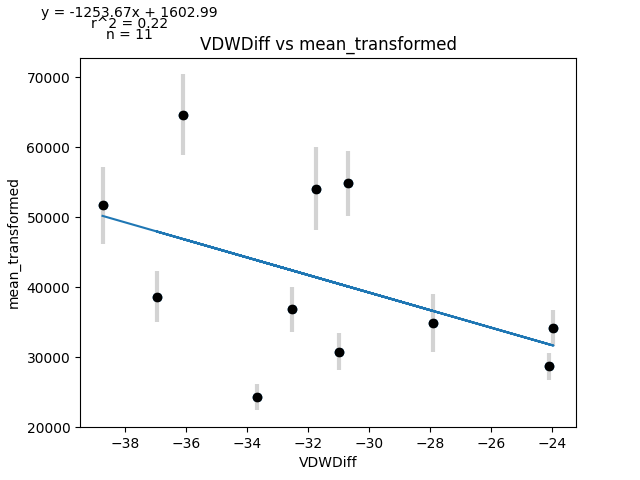 y = -1253.67x + 1602.99
r^2 = 0.22
n = 11
VDWDiff vs mean_transformed
mean_transformed
70000
60000
50000
40000
30000
20000
−38
−36
−34
−32
−30
−28
−26
−24
VDWDiff